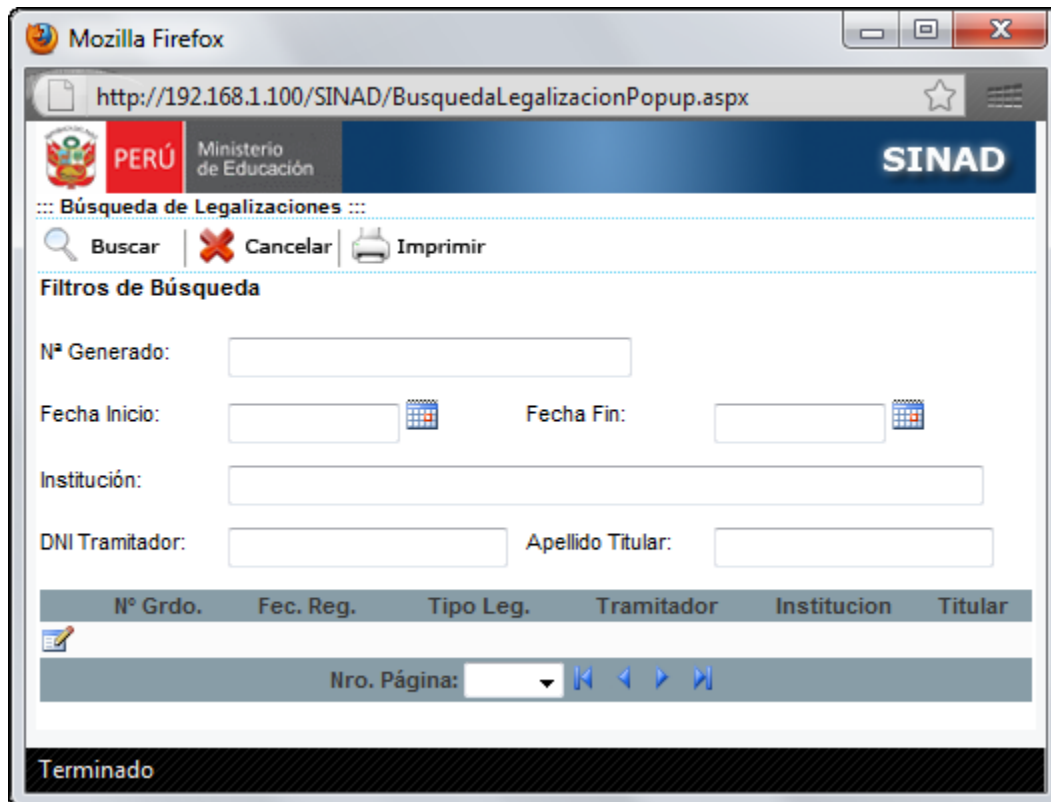 Mozilla Firefox
http://192.168.1.100/SINAD/BusquedaLegalizacionPopup.aspx
PERÚ Ministerio de Educación SINAD
::: Búsqueda de Legalizaciones :::
Buscar Cancelar Imprimir
Filtros de Búsqueda
Nª Generado:
Fecha Inicio: Fecha Fin:
Institución:
DNI Tramitador: Apellido Titular:
Nº Grdo. Fec. Reg. Tipo Leg. Tramitador Institucion Titular
Nro. Página:
Terminado